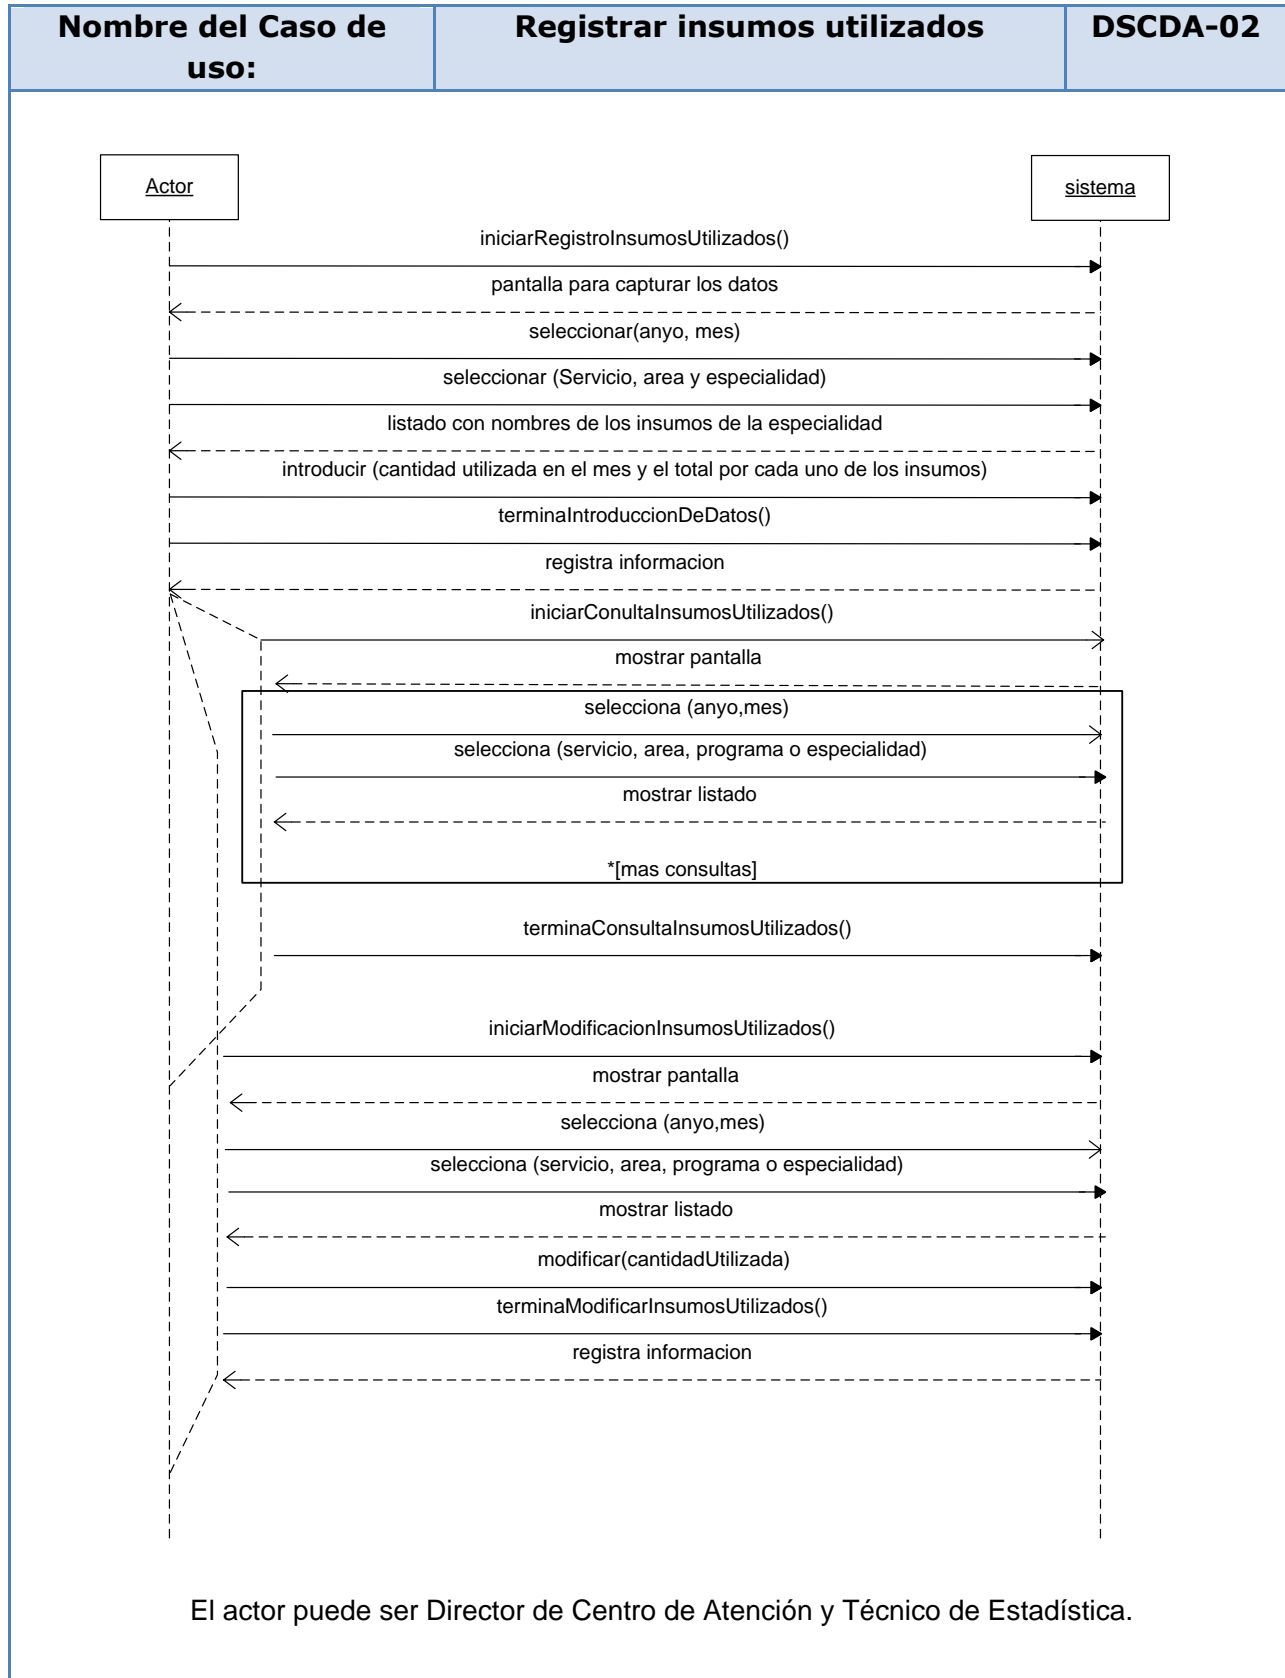 Nombre del Caso de
uso:
Registrar insumos utilizados
DSCDA-02
Actor
sistema
iniciarRegistroInsumosUtilizados()
pantalla para capturar los datos
seleccionar(anyo, mes)
seleccionar (Servicio, area y especialidad)
listado con nombres de los insumos de la especialidad
introducir (cantidad utilizada en el mes y el total por cada uno de los insumos)
terminaIntroduccionDeDatos()
registra informacion
iniciarConultaInsumosUtilizados()
mostrar pantalla
selecciona (anyo,mes)
selecciona (servicio, area, programa o especialidad)
mostrar listado
*[mas consultas]
terminaConsultaInsumosUtilizados()
iniciarModificacionInsumosUtilizados()
mostrar pantalla
selecciona (anyo,mes)
selecciona (servicio, area, programa o especialidad)
mostrar listado
modificar(cantidadUtilizada)
terminaModificarInsumosUtilizados()
registra informacion
El actor puede ser Director de Centro de Atención y Técnico de Estadística.